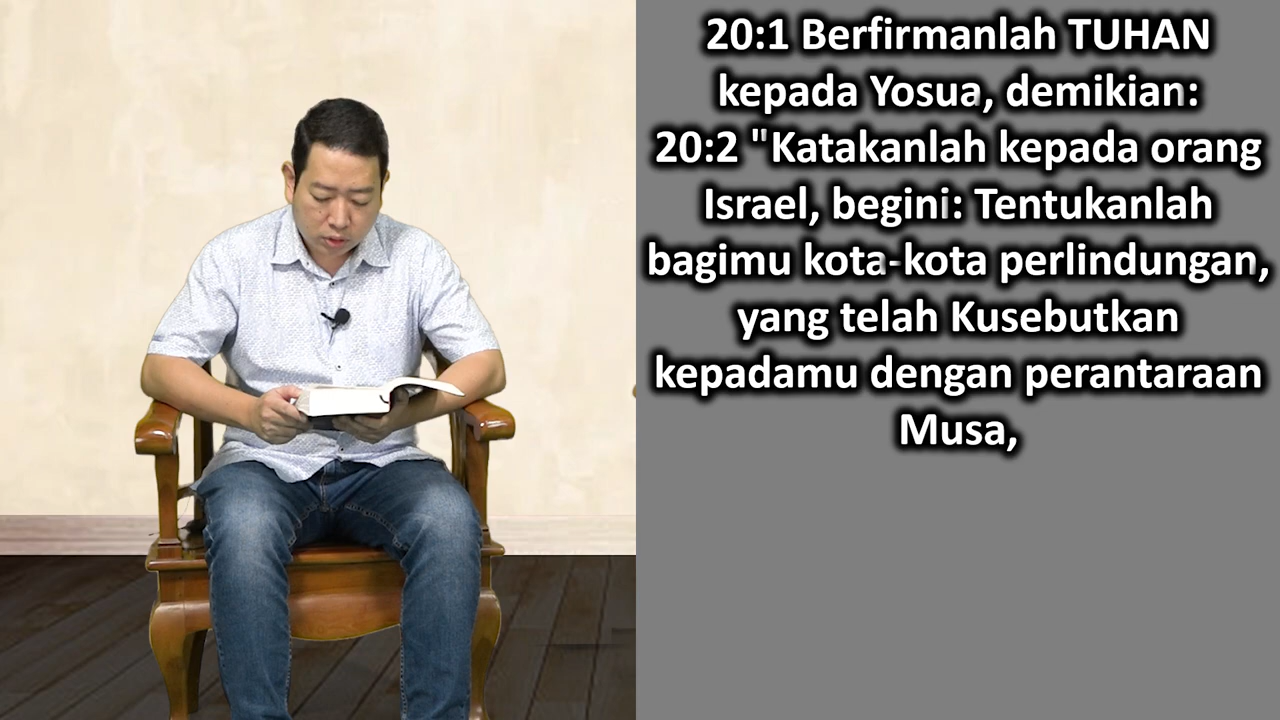 20:1 Berfirmanlah TUHAN
kepada Yosua, demikian:
20:2 "Katakanlah kepada orang
Israel, begini: Tentukanlah
bagimu kota-kota perlindungan,
yang telah Kusebutkan
kepadamu dengan perantaraan
Musa,